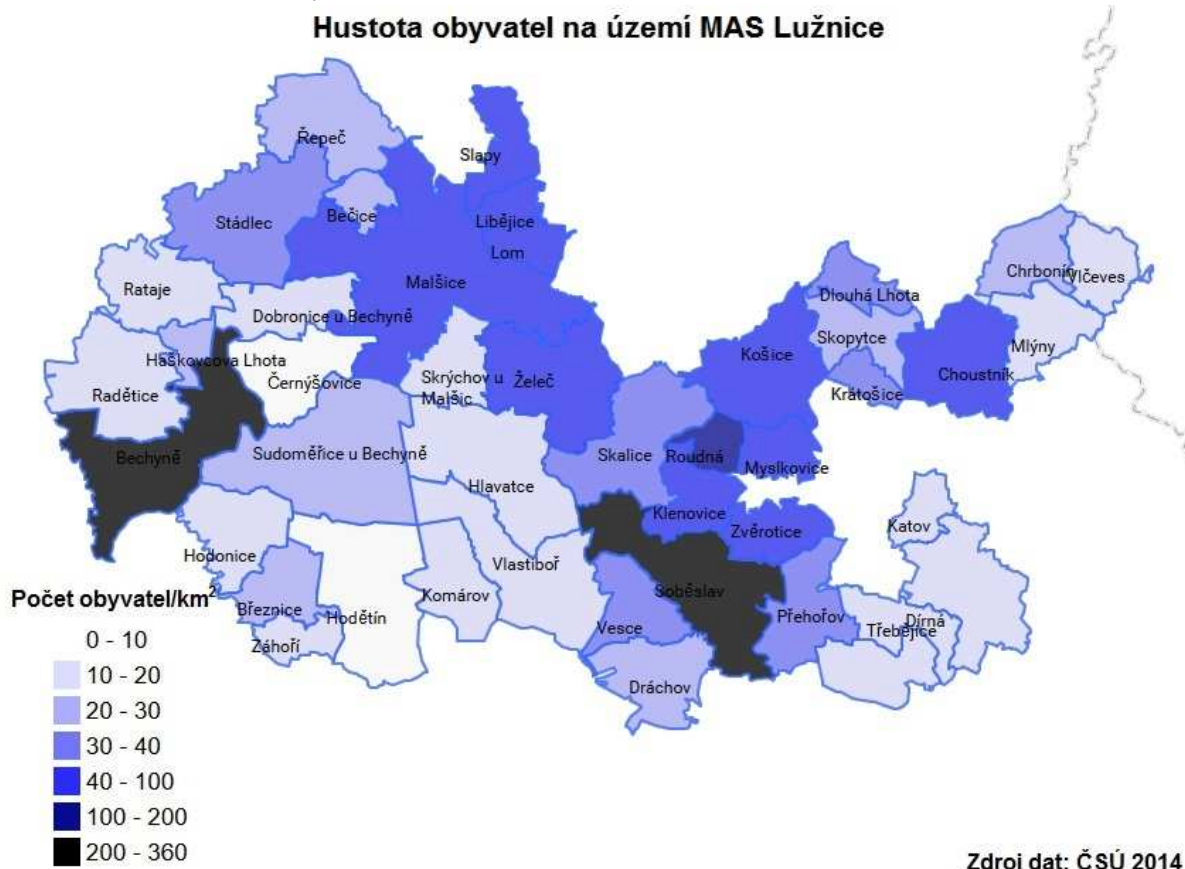 Hustota obyvatel na území MAS Lužnice
Řepeč
Slapy
Bečice
Stádlec
Libějice
Lom
Chrbonín
Vlčeves
Malšice
Rataje
Dlouhá Lhota
Dobronice u Bechyně
Skopytce
Mlýny
Haškovcova Lhota
Košice
Choustník
Černýšovice
Skrýchov u
Malšic
Želeč
Radětice
Krátošice
Bechyně
Sudoměřice u Bechyně
Skalice
Roudná
Myslkovice
Hlavatce
Klenovice
Zvěrotice
Katov
Hodonice
Vlastiboř
Soběslav
Komárov
Březnice
Hodětín
Přehořov
Dírná
Vesce
Třebějice
Záhoří
Dráchov
Počet obyvatel/km²
0 - 10
10 - 20
20 - 30
30 - 40
40 - 100
100 - 200
200 - 360
Zdroj dat: ČSÚ 2014